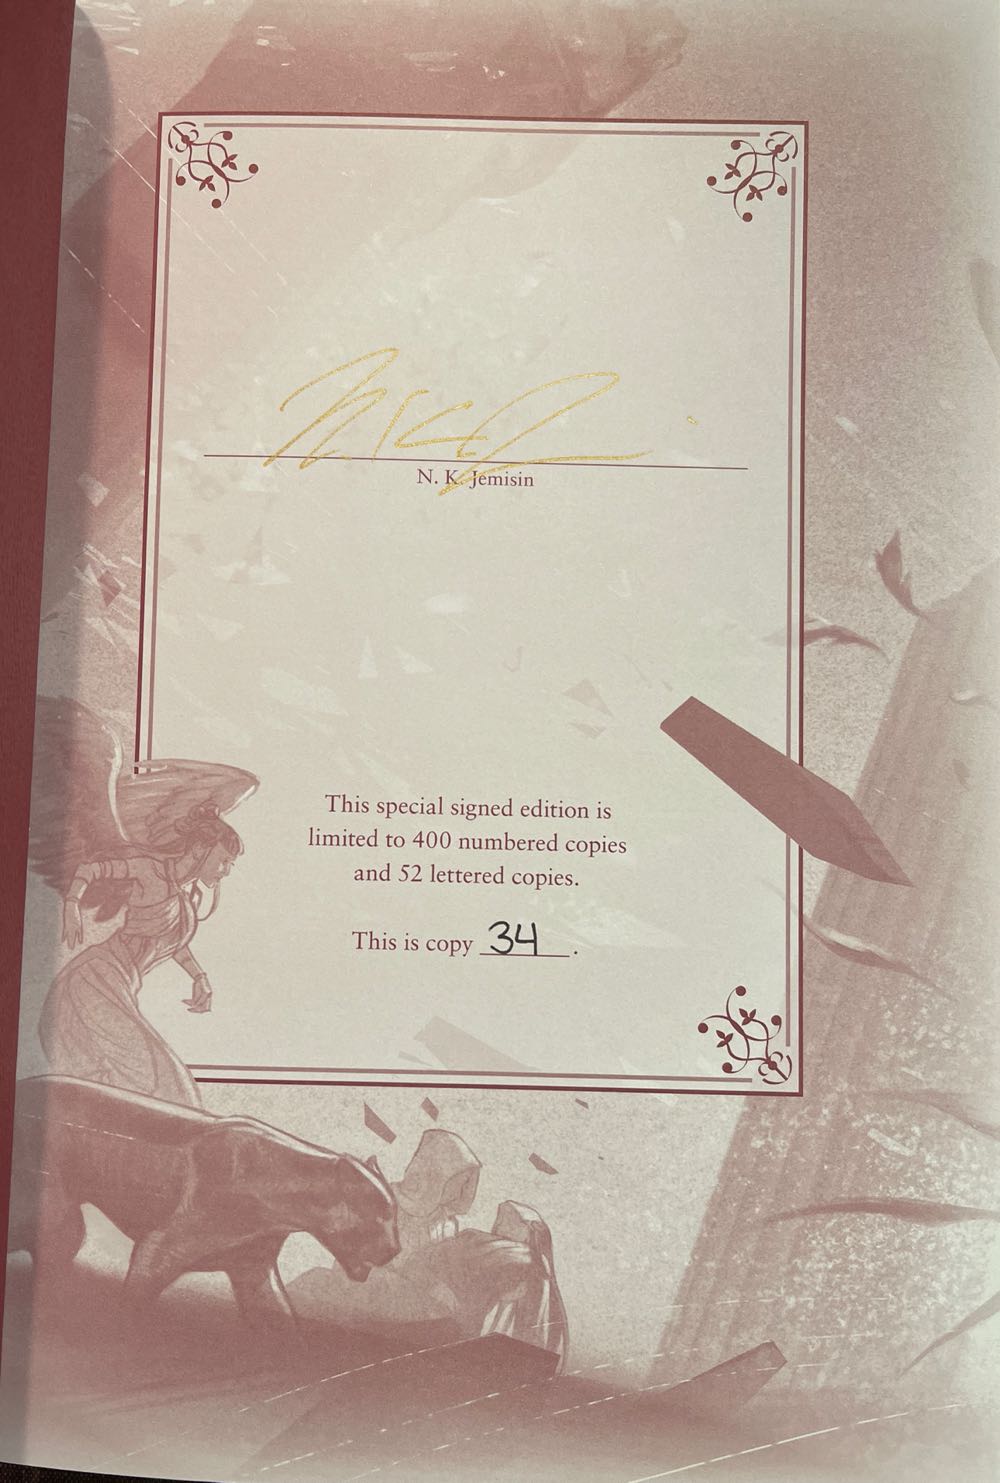 NKJ
N. K. Jemisin
This special signed edition is
limited to 400 numbered copies
and 52 lettered copies.
This is copy 34.